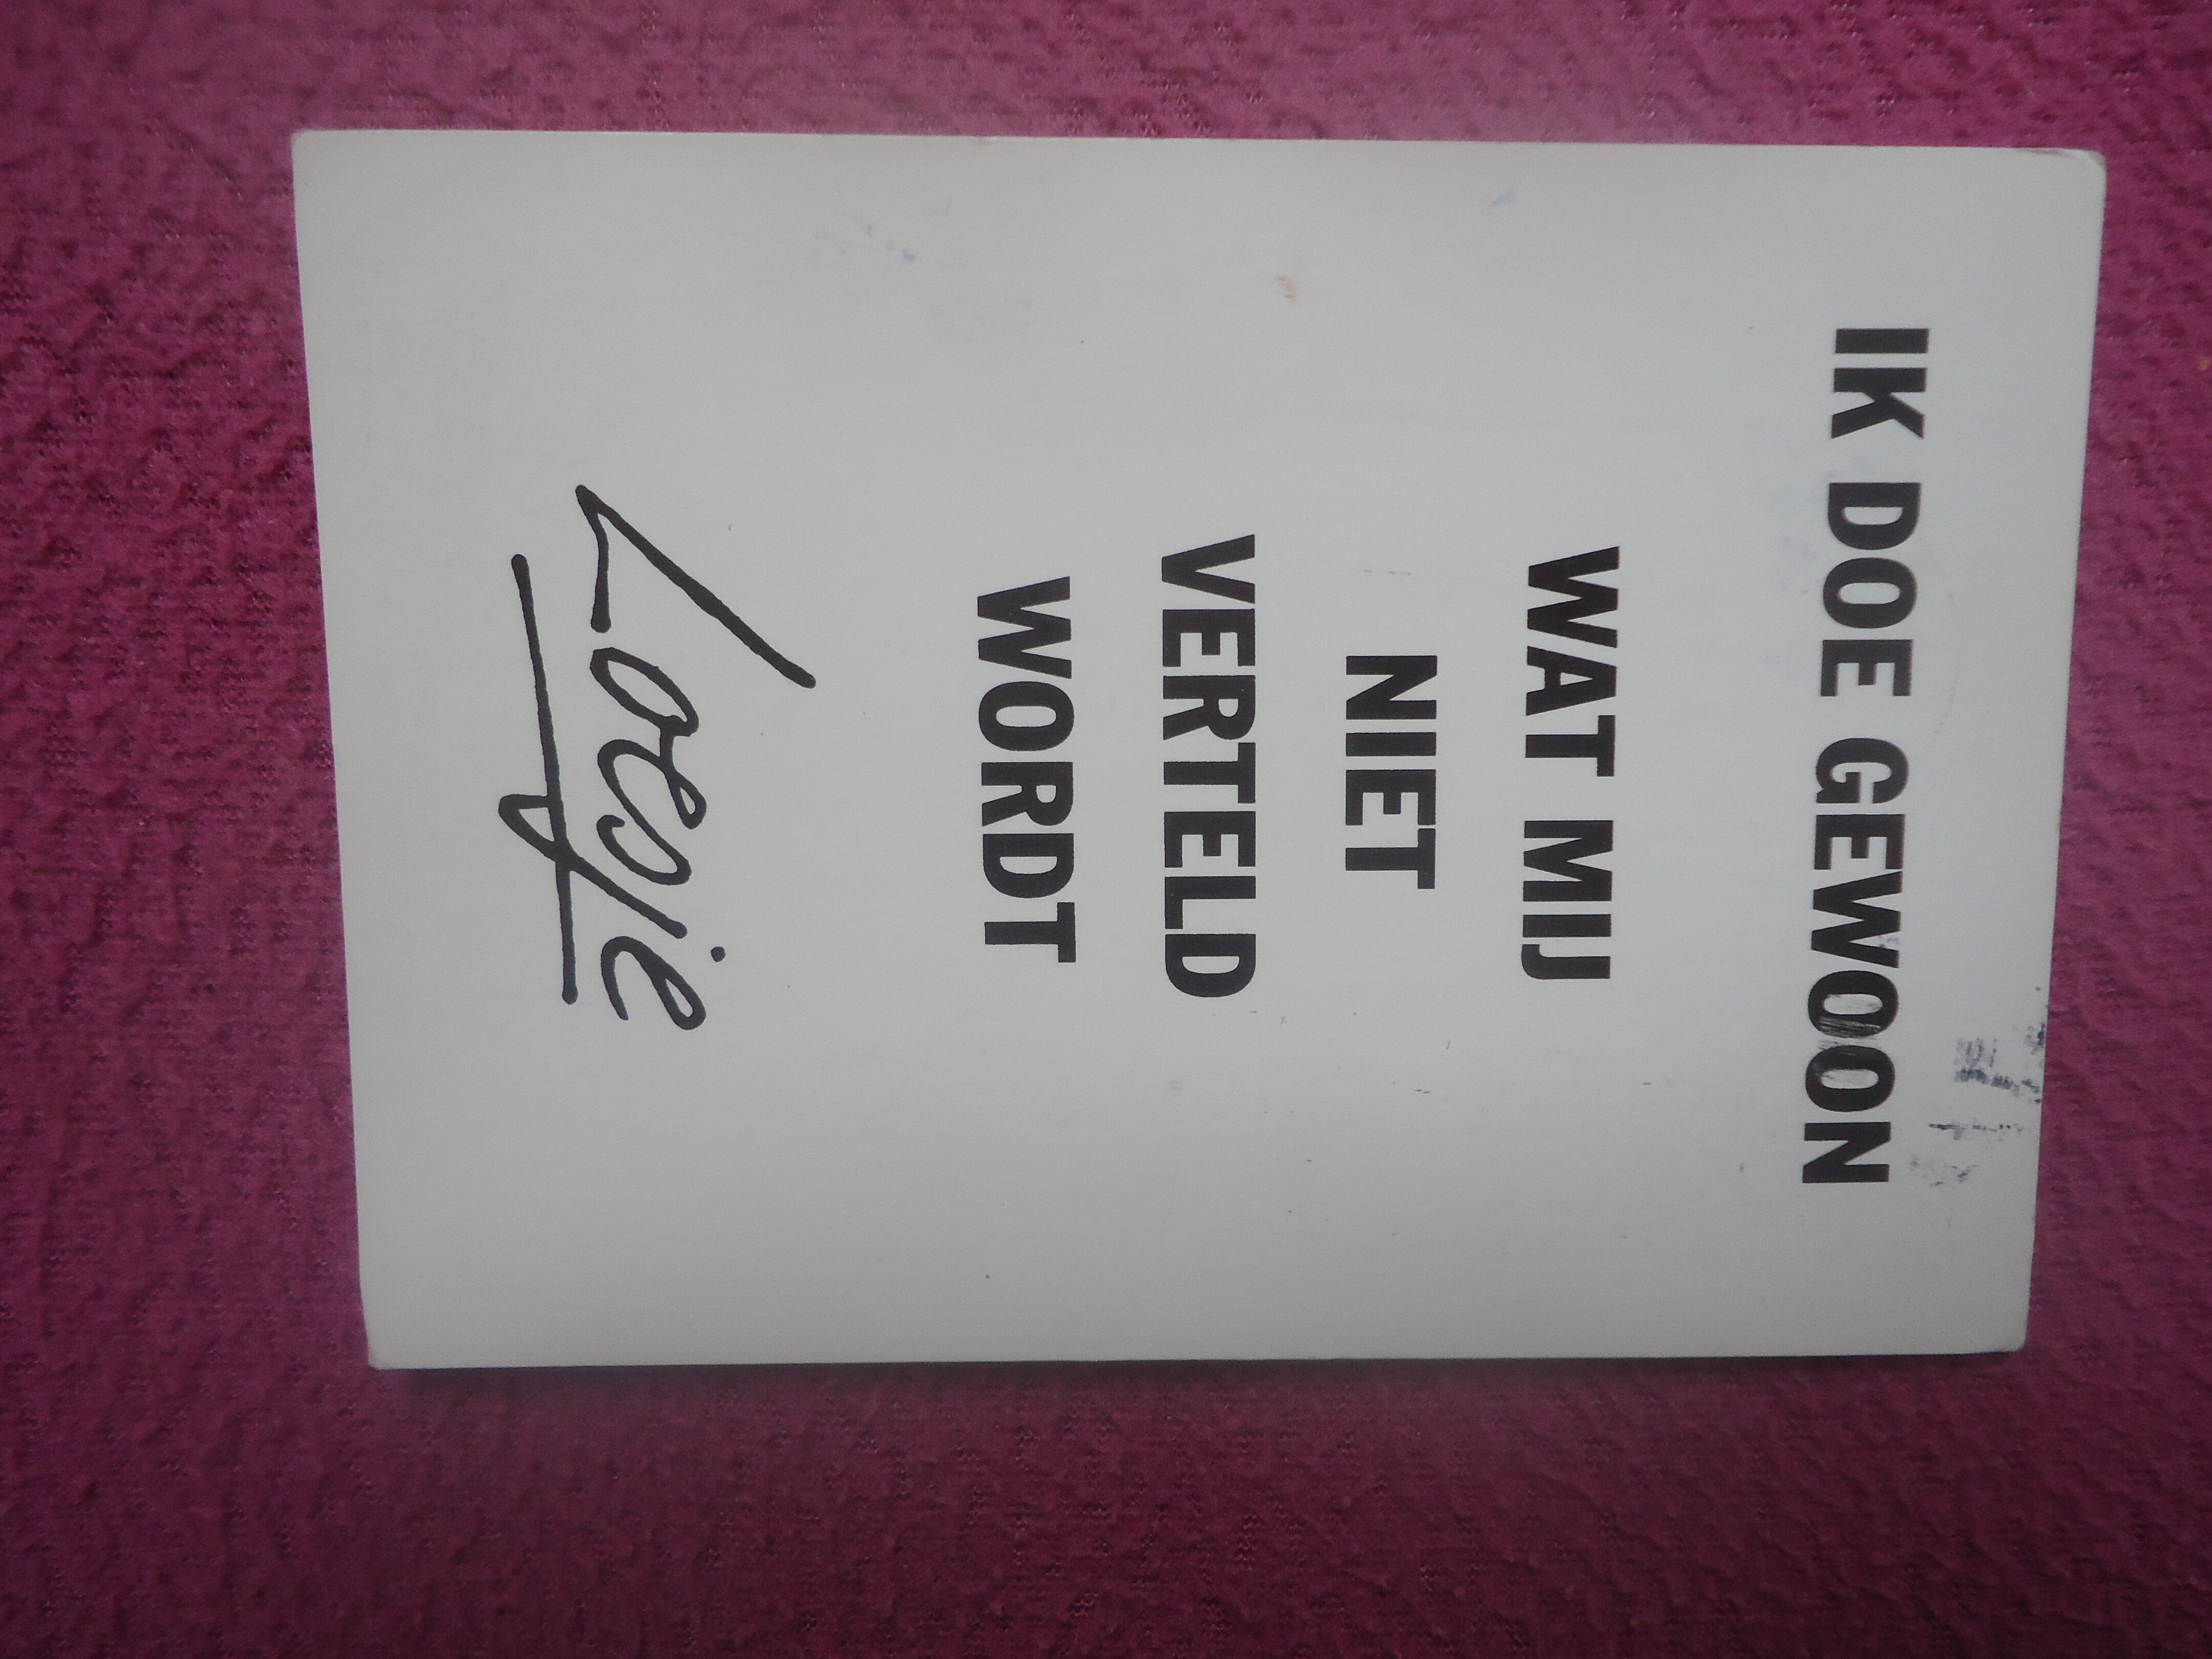 IK DOE GEWOON
WAT MIJ
NIET
VERTELD
WORDT
Loesje